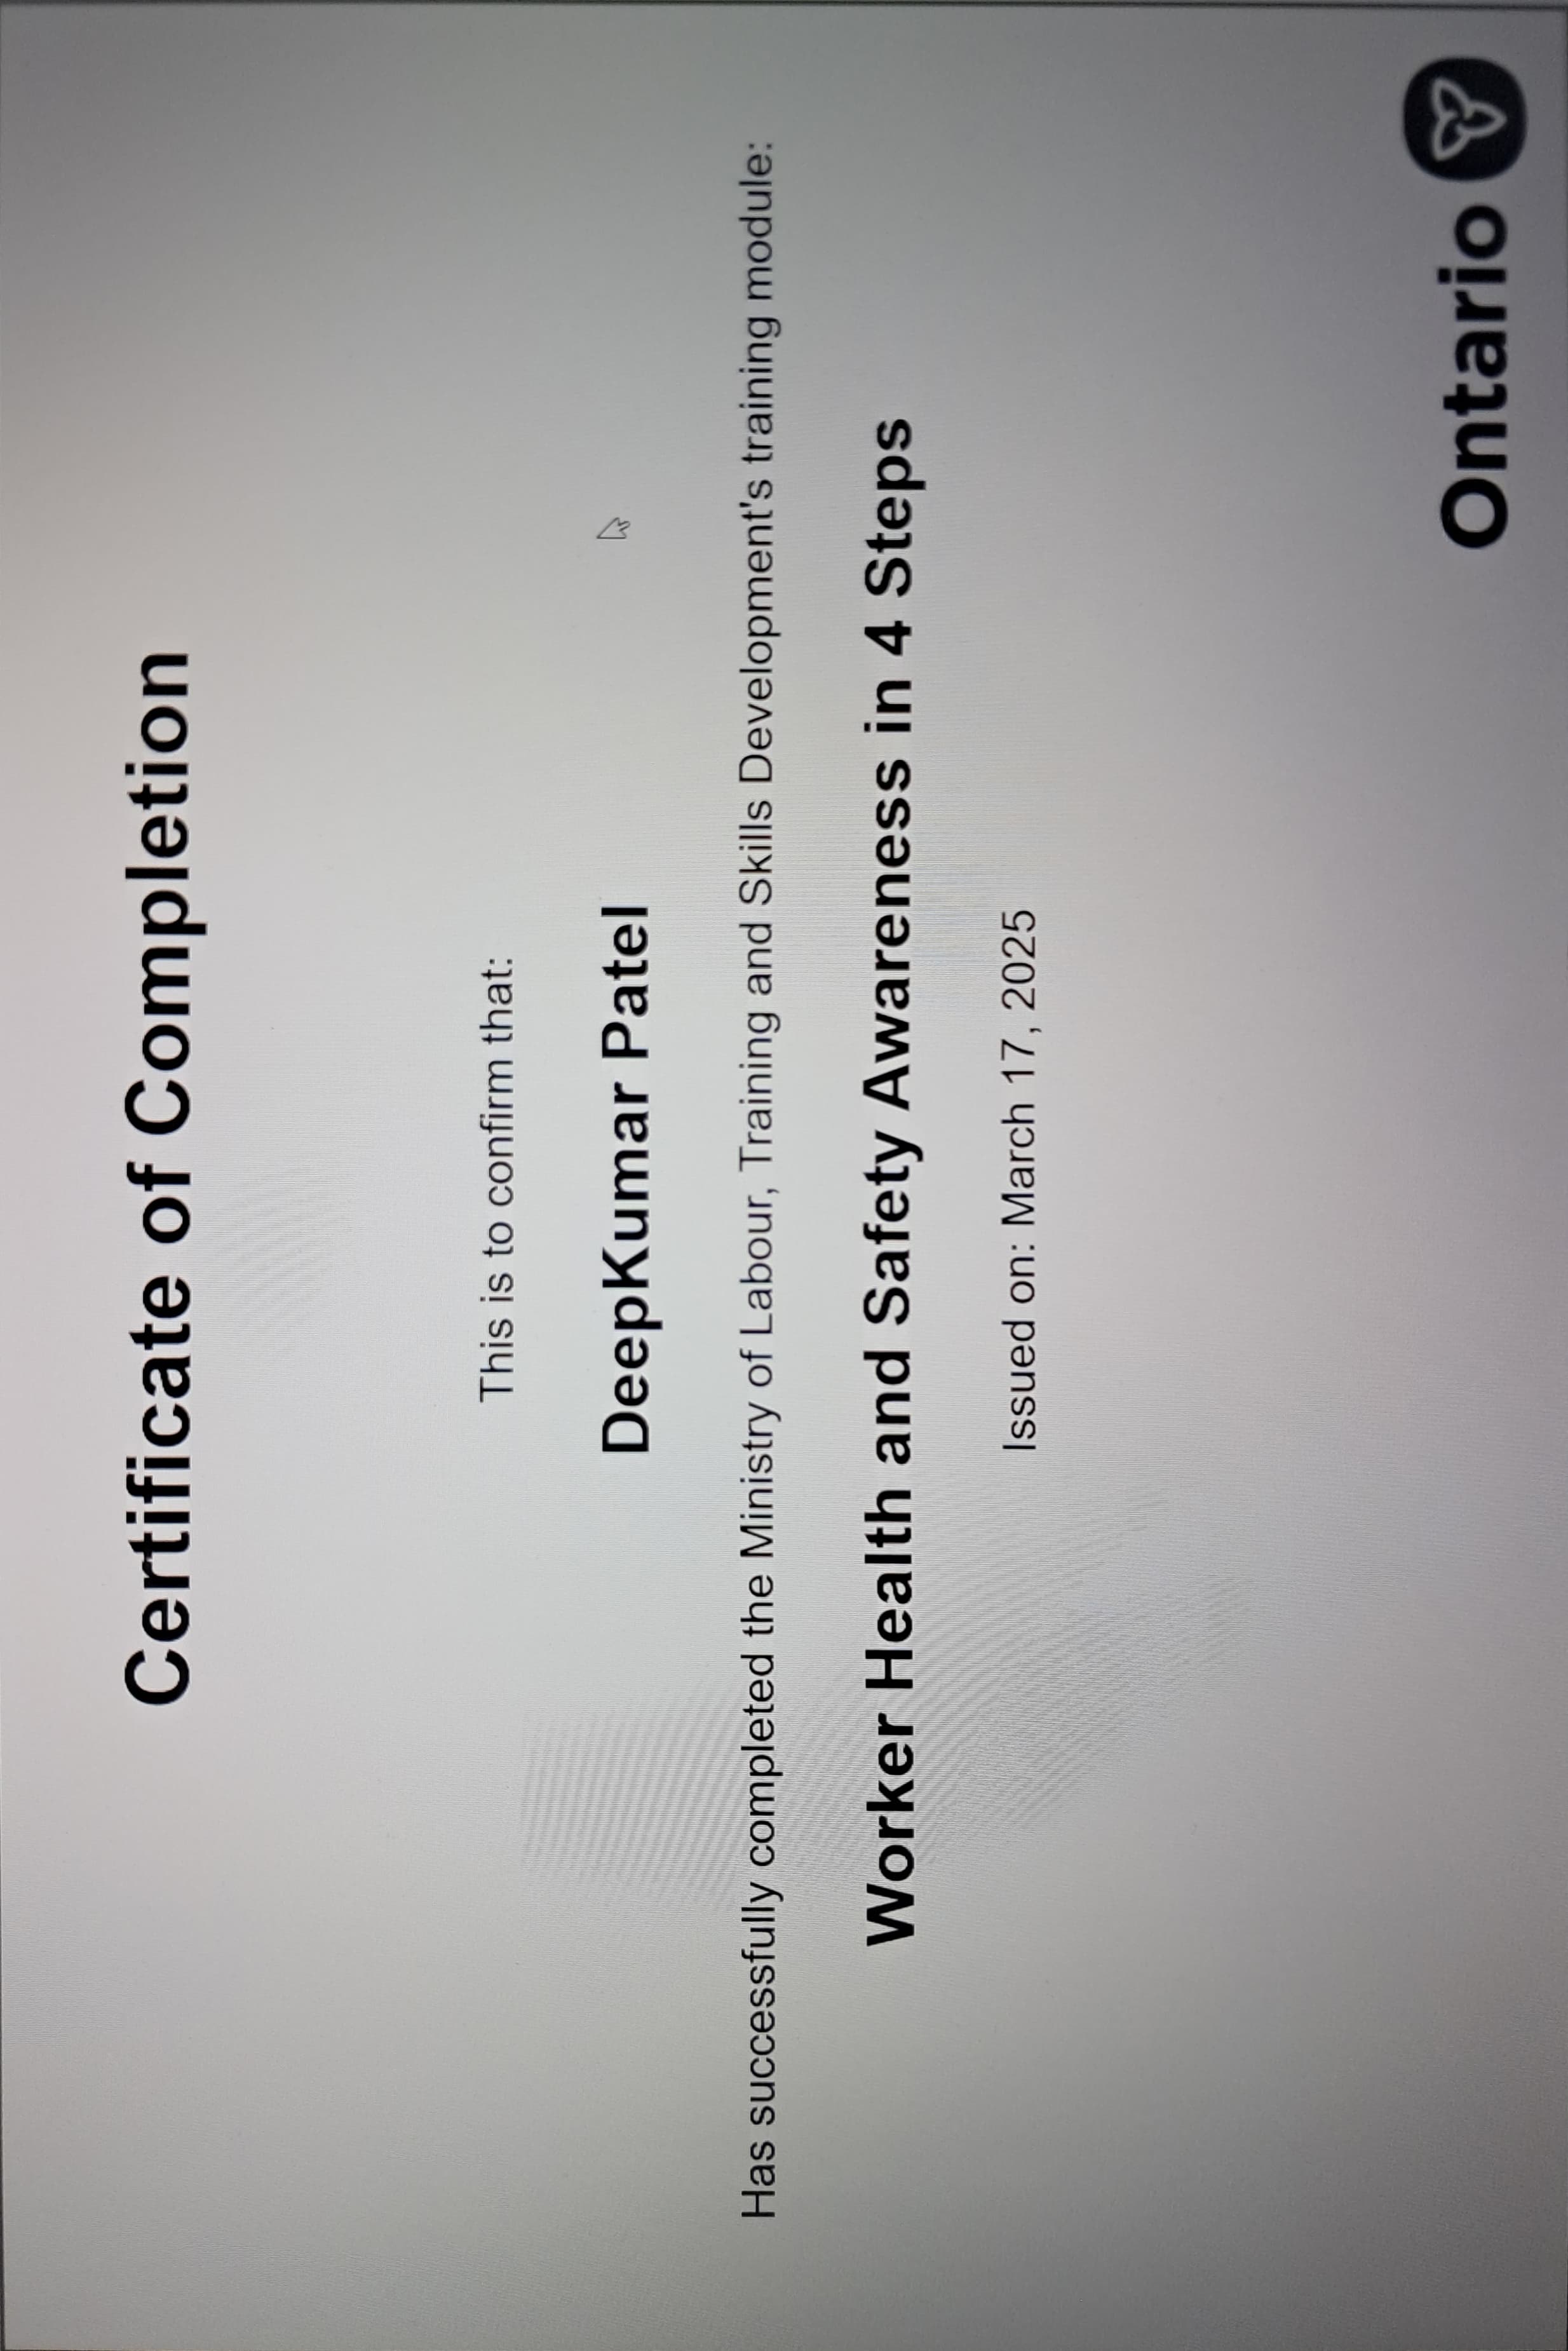 Certificate of Completion
This is to confirm that:
DeepKumar Patel
Has successfully completed the Ministry of Labour, Training and Skills Development's training module:
Worker Health and Safety Awareness in 4 Steps
Issued on: March 17, 2025
Ontario